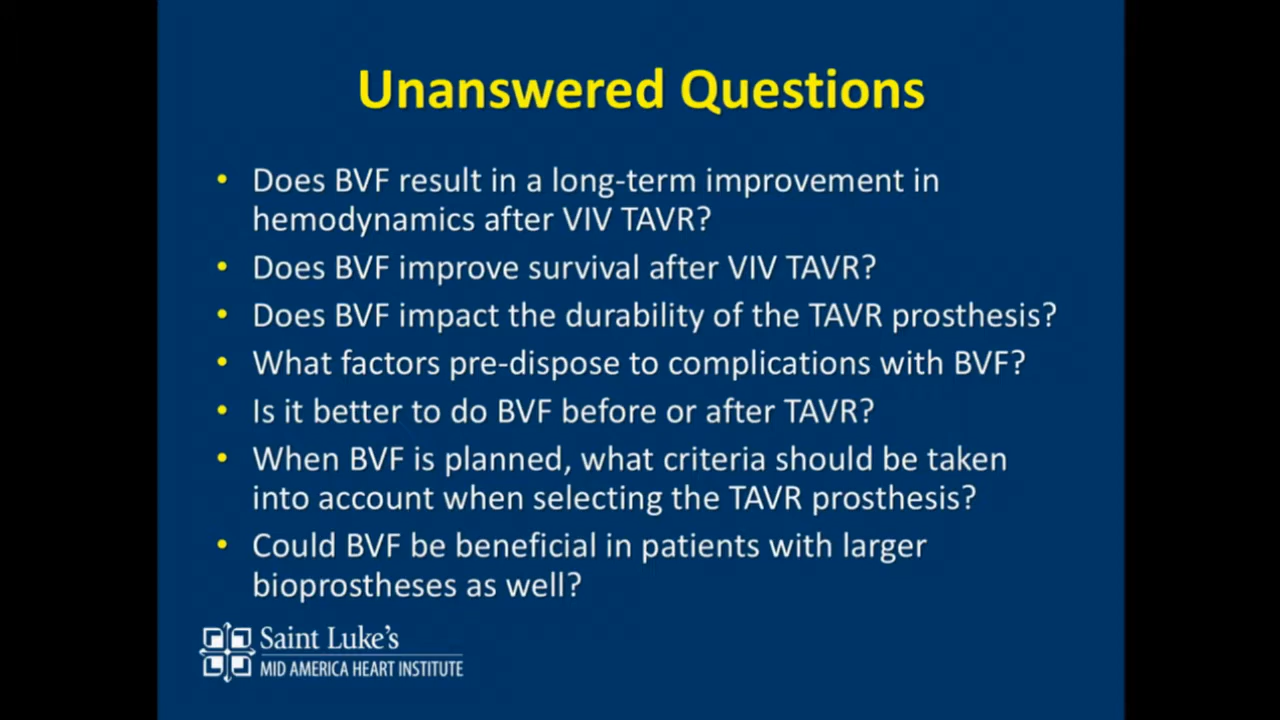 Unanswered Questions
• Does BVF result in a long-term improvement in
hemodynamics after VIV TAVR?
• Does BVF improve survival after VIV TAVR?
• Does BVF impact the durability of the TAVR prosthesis?
• What factors pre-dispose to complications with BVF?
• Is it better to do BVF before or after TAVR?
• When BVF is planned, what criteria should be taken
into account when selecting the TAVR prosthesis?
• Could BVF be beneficial in patients with larger
bioprostheses as well?
Saint Luke's
MID AMERICA HEART INSTITUTE